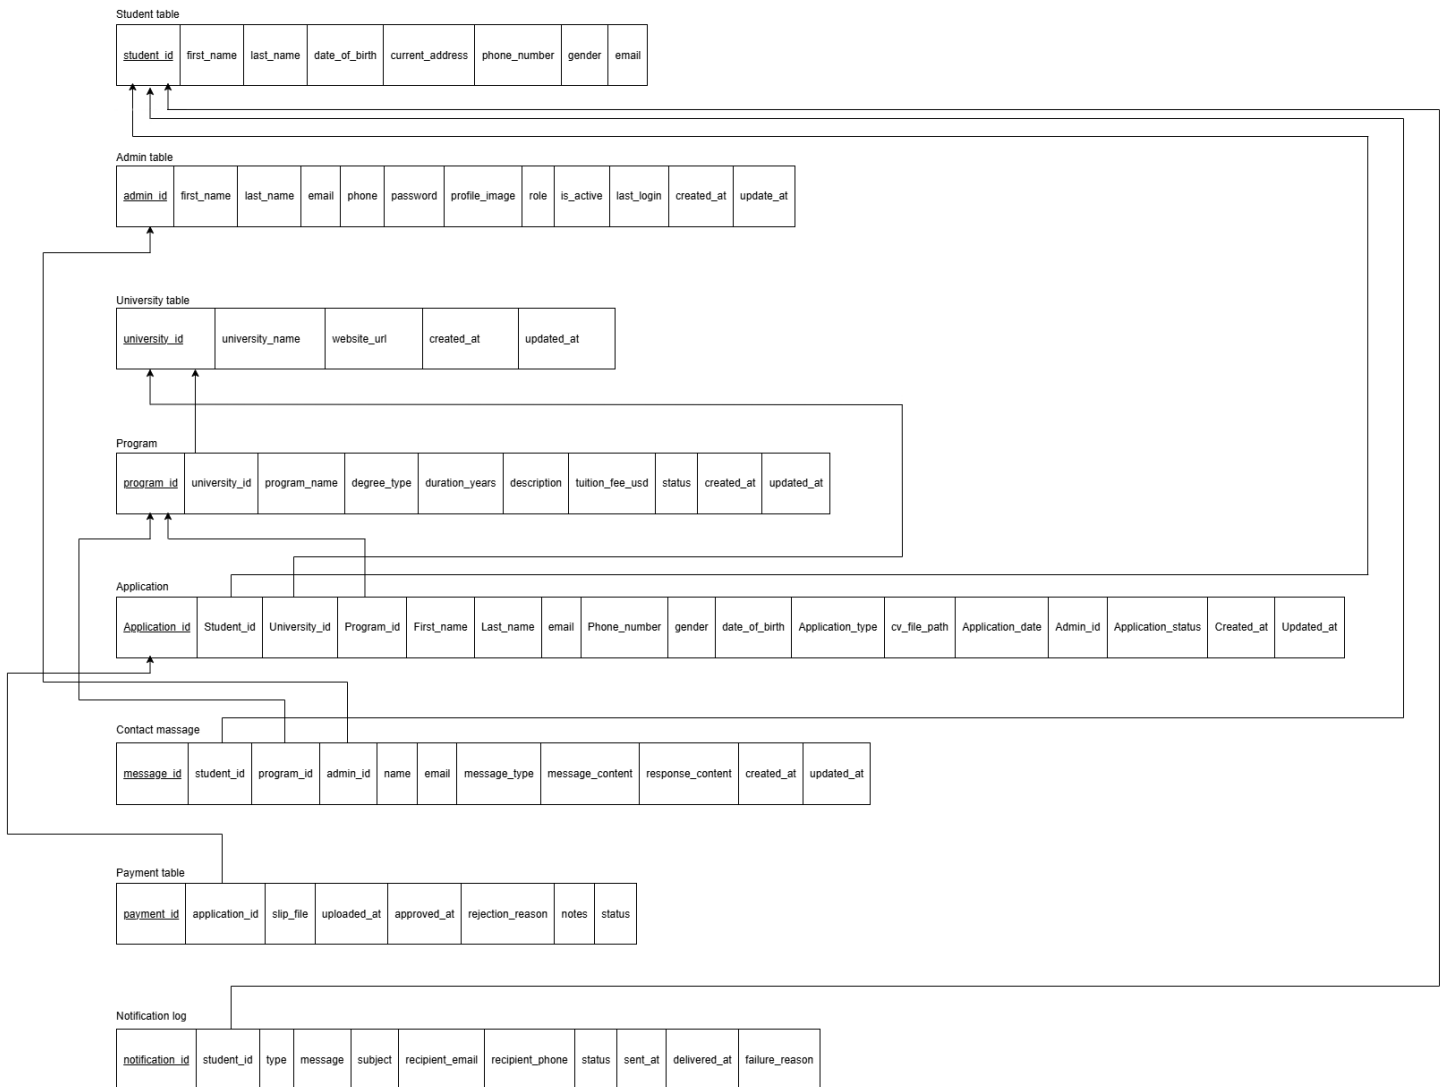 Student table
student_id first_name last_name date_of_birth current_address phone_number gender email
Admin table
admin_id first_name last_name email phone password profile_image role is_active last_login created_at update_at
University table
university_id university_name website_url created_at updated_at
Program
program_id university_id program_name degree_type duration_years description tuition_fee_usd status created_at updated_at
Application
Application_id Student_id University_id Program_id First_name Last_name email Phone_number gender date_of_birth Application_type cv_file_path Application_date Admin_id Application_status Created_at Updated_at
Contact massage
message_id student_id program_id admin_id name email message_type message_content response_content created_at updated_at
Payment table
payment_id application_id slip_file uploaded_at approved_at rejection_reason notes status
Notification log
notification_id student_id type message subject recipient_email recipient_phone status sent_at delivered_at failure_reason